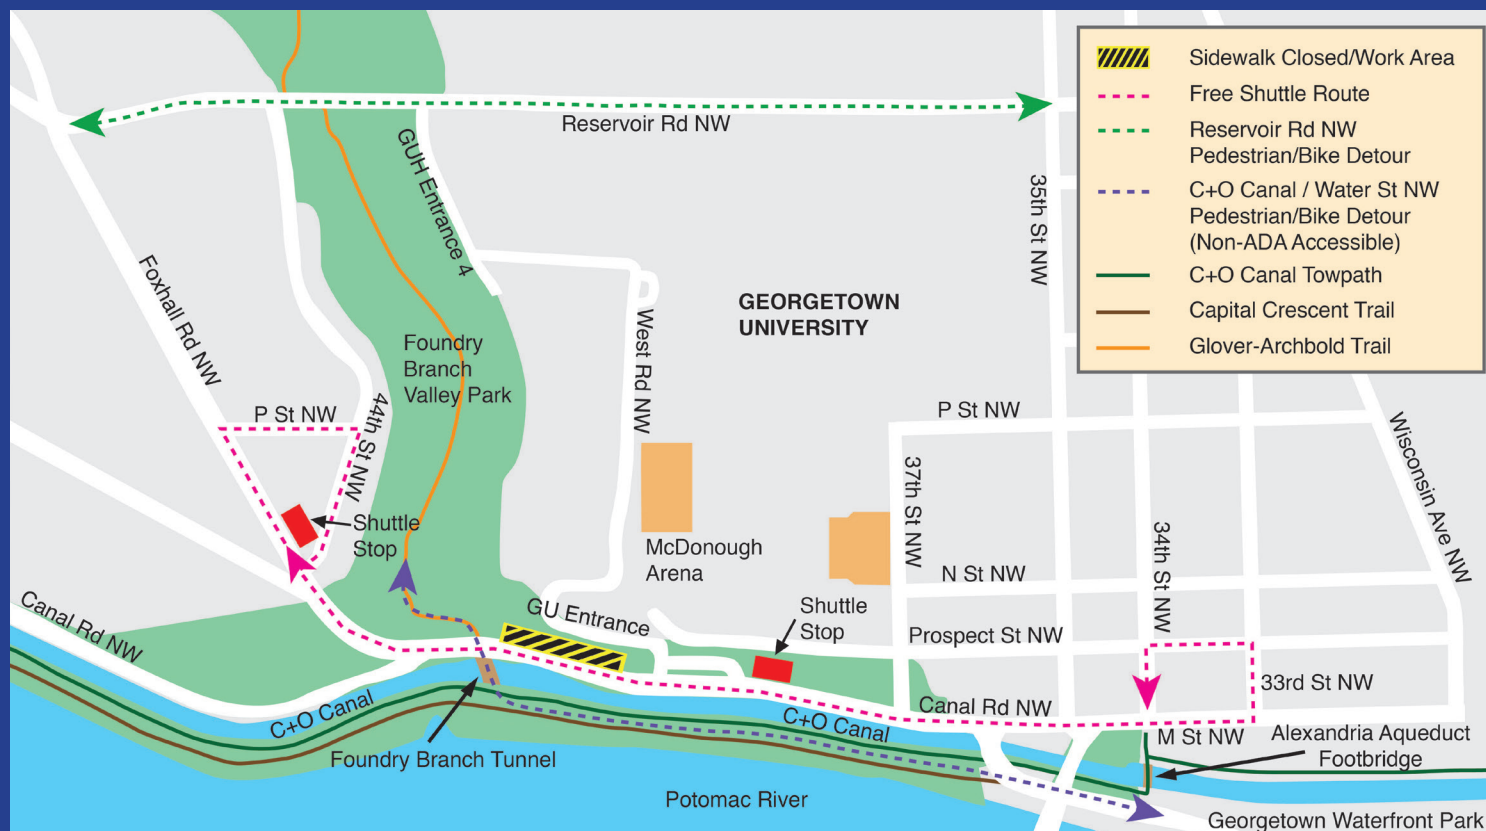 Sidewalk Closed/Work Area
Free Shuttle Route
Reservoir Rd NW
Pedestrian/Bike Detour
C+O Canal / Water St NW
Pedestrian/Bike Detour
(Non-ADA Accessible)
C+O Canal Towpath
Capital Crescent Trail
Glover-Archbold Trail
Reservoir Rd NW
GUH Entrance 4
35th St NW
Foxhall Rd NW
GEORGETOWN
UNIVERSITY
West Rd NW
Foundry
Branch
Valley Park
P St NW
44th St NW
P St NW
Wisconsin Ave NW
37th St NW
Shuttle
Stop
McDonough
Arena
34th St NW
N St NW
Canal Rd NW
GU Entrance
Shuttle
Stop
Prospect St NW
33rd St NW
C+O Canal
C+O Canal
Canal Rd NW
M St NW
Alexandria Aqueduct
Footbridge
Foundry Branch Tunnel
Potomac River
Georgetown Waterfront Park